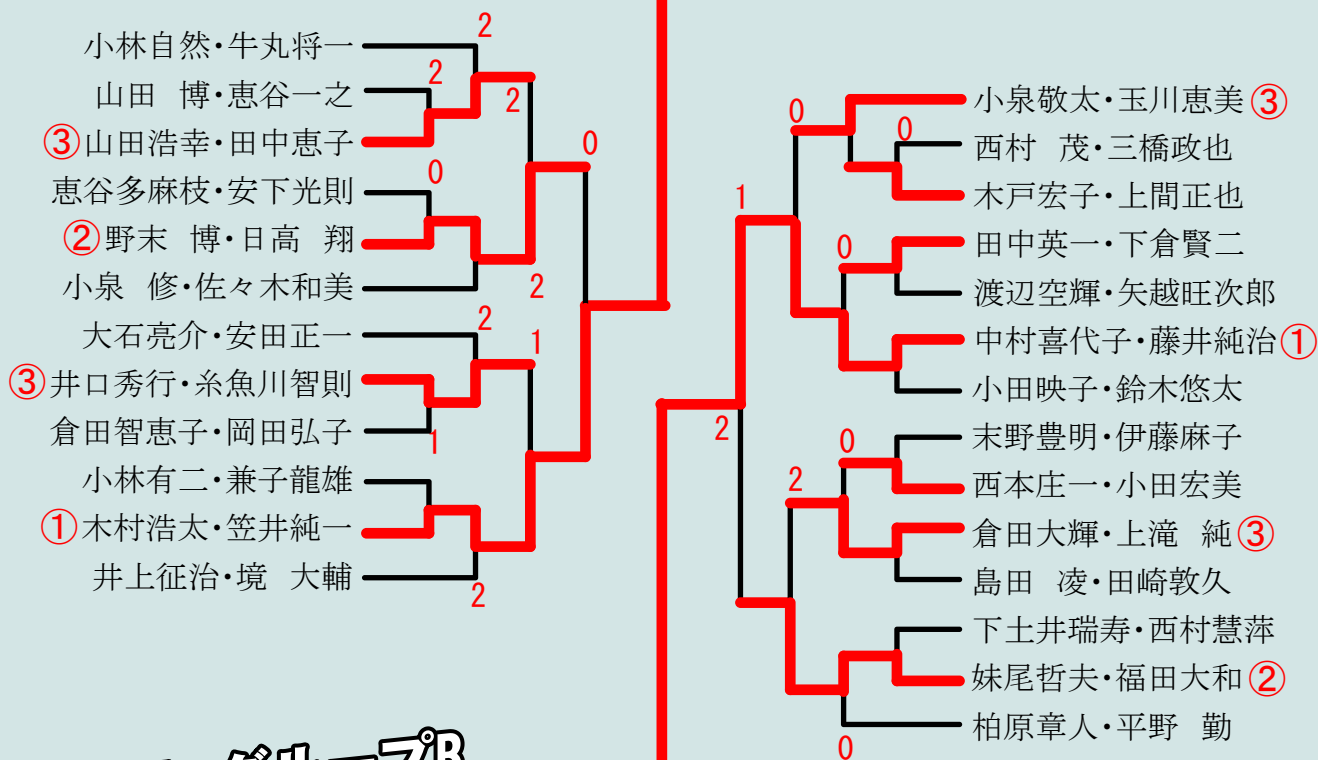 2
小林自然・牛丸将一
2
山田　博・恵谷一之
2
③山田浩幸・田中恵子
0
0
恵谷多麻枝・安下光則
②野末　博・日高　翔
小泉　修・佐々木和美
2
2
大石亮介・安田正一
1
③井口秀行・糸魚川智則
倉田智恵子・岡田弘子
1
小林有二・兼子龍雄
①木村浩太・笠井純一
井上征治・境　大輔
2
小泉敬太・玉川恵美③
0
0
西村　茂・三橋政也
木戸宏子・上間正也
1
田中英一・下倉賢二
0
渡辺空輝・矢越旺次郎
中村喜代子・藤井純治①
小田映子・鈴木悠太
2
末野豊明・伊藤麻子
0
2
西本庄一・小田宏美
倉田大輝・上滝　純③
島田　凌・田崎敦久
下土井瑞寿・西村慧萍
妹尾哲夫・福田大和②
柏原章人・平野　勤
0
グループB